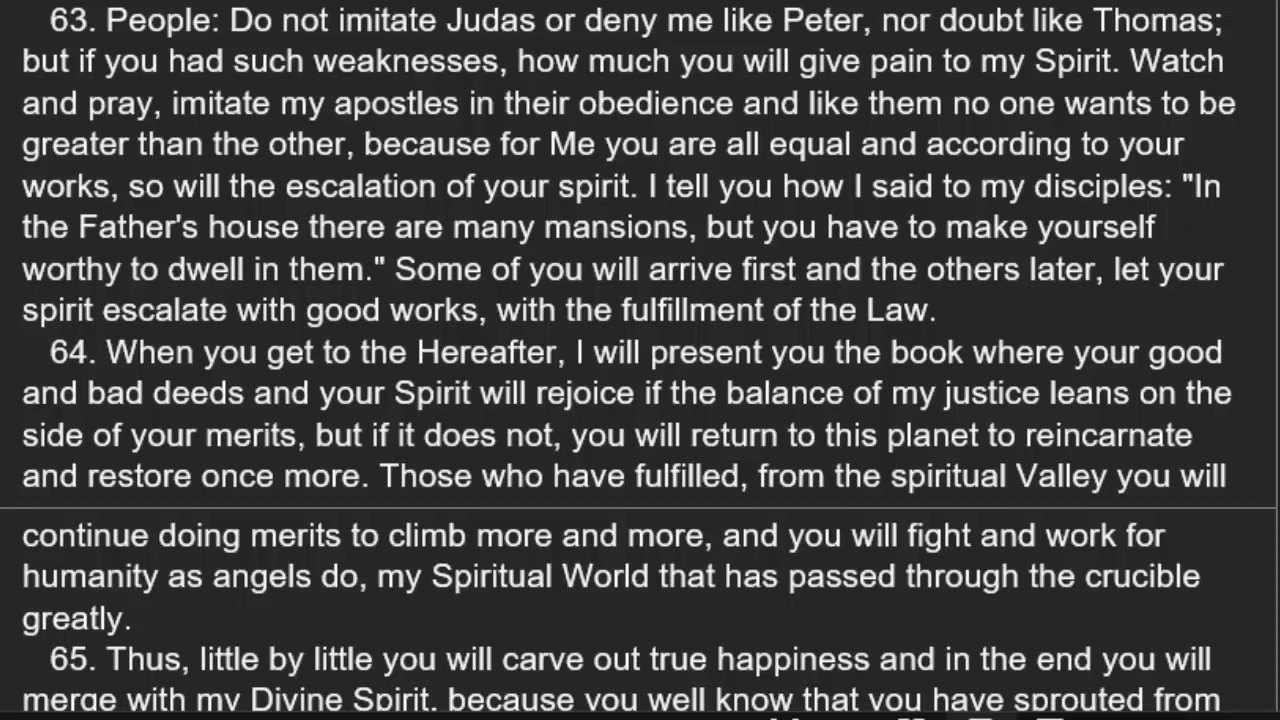 63. People: Do not imitate Judas or deny me like Peter, nor doubt like Thomas;
but if you had such weaknesses, how much you will give pain to my Spirit. Watch
and pray, imitate my apostles in their obedience and like them no one wants to be
greater than the other, because for Me you are all equal and according to your
works, so will the escalation of your spirit. I tell you how I said to my disciples: "In
the Father's house there are many mansions, but you have to make yourself
worthy to dwell in them." Some of you will arrive first and the others later, let your
spirit escalate with good works, with the fulfillment of the Law.
64. When you get to the Hereafter, I will present you the book where your good
and bad deeds and your Spirit will rejoice if the balance of my justice leans on the
side of your merits, but if it does not, you will return to this planet to reincarnate
and restore once more. Those who have fulfilled, from the spiritual Valley you will
continue doing merits to climb more and more, and you will fight and work for
humanity as angels do, my Spiritual World that has passed through the crucible
greatly.
65. Thus, little by little you will carve out true happiness and in the end you will
merge with my Divine Spirit, because you well know that you have sprouted from